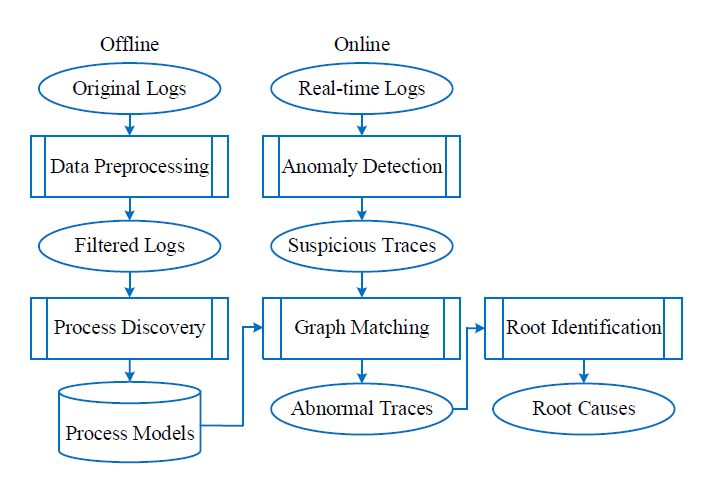 Offline
Online
Original Logs
Real-time Logs
Data Preprocessing
Anomaly Detection
Filtered Logs
Suspicious Traces
Process Discovery
Graph Matching
Root Identification
Process Models
Abnormal Traces
Root Causes